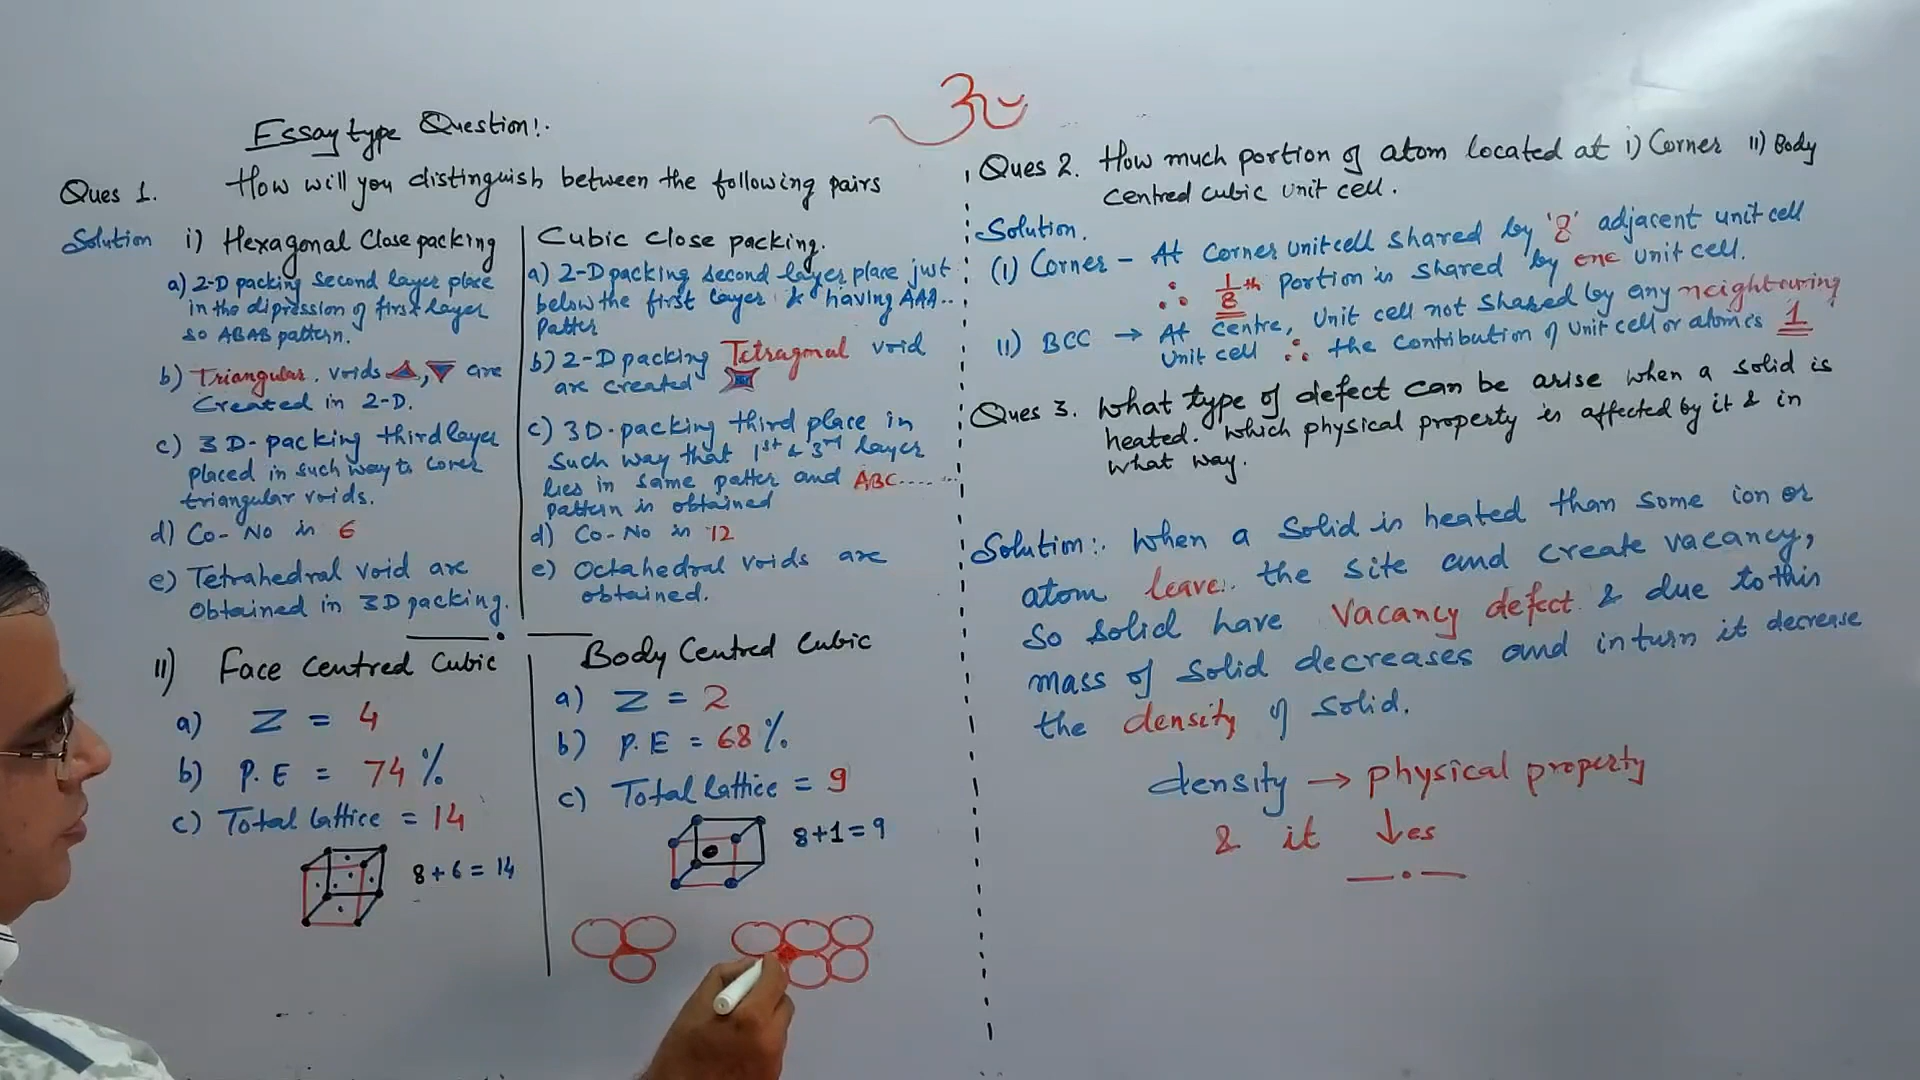 ॐ
Essay type Question:.
Ques 1. How will you distinguish between the following pairs
Solution i) Hexagonal Close packing
a) 2-D packing second layer place
in the dipression of first layer
so ABAB pattern.
b) Triangular. voids , are
Created in 2-D.
c) 3D-packing third layer
placed in such way to cover
triangular voids.
d) Co-No is 6
e) Tetrahedral void are
obtained in 3D packing.
Cubic close packing.
a) 2-D packing second layer place just
below the first layer & having AAA..
Patter
b) 2-D packing Tetragonal void
are created
c) 3D-packing third place in
such way that 1st & 3rd layer
lies in same patter and ABC......
pattern is obtained
d) Co-No is 12
e) Octahedral voids are
obtained.
II) Face Centred Cubic
a) Z = 4
b) P.E = 74 %
c) Total lattice = 14
8+6=14
Body Centred Cubic
a) Z = 2
b) P.E = 68 %
c) Total lattice = 9
8+1=9
Ques 2. How much portion of atom located at i) Corner II) Body
Centred cubic unit cell.
Solution.
(I) Corner - At corner unit cell shared by '8' adjacent unit cell
∴ 1/8 th portion is shared by one unit cell.
II) BCC → At centre, unit cell not shared by any neighbouring
unit cell ∴ the contribution of unit cell or atom is 1
Ques 3. What type of defect can be arise when a solid is
heated. which physical property is affected by it & in
what way.
Solution:. When a solid is heated than some ion or
atom leave. the site and create vacancy,
so solid have Vacancy defect & due to this
mass of solid decreases and in turn it decrease
the density of solid.
density → physical property
& it ↓es